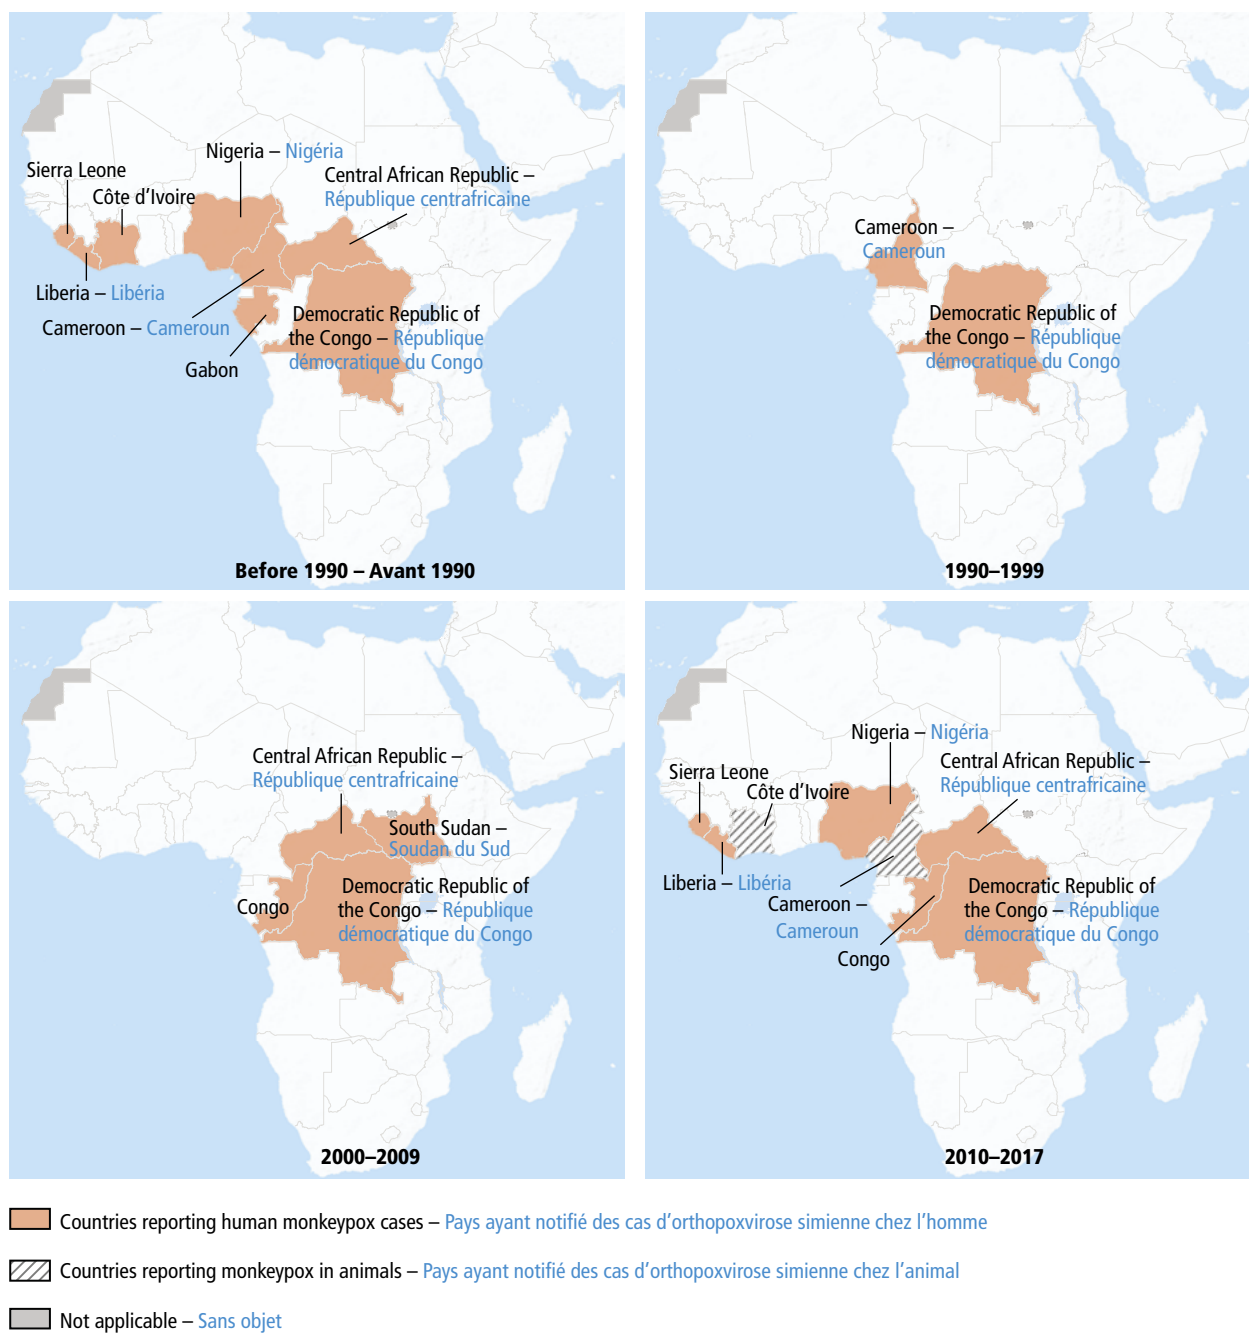 Nigeria – Nigéria
Sierra Leone
Central African Republic –
République centrafricaine
Côte d’Ivoire
Liberia – Libéria
Cameroon – Cameroun
Democratic Republic of
the Congo – République
démocratique du Congo
Gabon
Before 1990 – Avant 1990
Cameroon –
Cameroun
Democratic Republic of
the Congo – République
démocratique du Congo
1990–1999
Central African Republic –
République centrafricaine
South Sudan –
Soudan du Sud
Democratic Republic of
the Congo – République
démocratique du Congo
Congo
2000–2009
Nigeria – Nigéria
Central African Republic –
République centrafricaine
Sierra Leone
Côte d’Ivoire
Liberia – Libéria
Cameroon –
Cameroun
Democratic Republic of
the Congo – République
démocratique du Congo
Congo
2010–2017
Countries reporting human monkeypox cases – Pays ayant notifié des cas d’orthopoxvirose simienne chez l’homme
Countries reporting monkeypox in animals – Pays ayant notifié des cas d’orthopoxvirose simienne chez l’animal
Not applicable – Sans objet